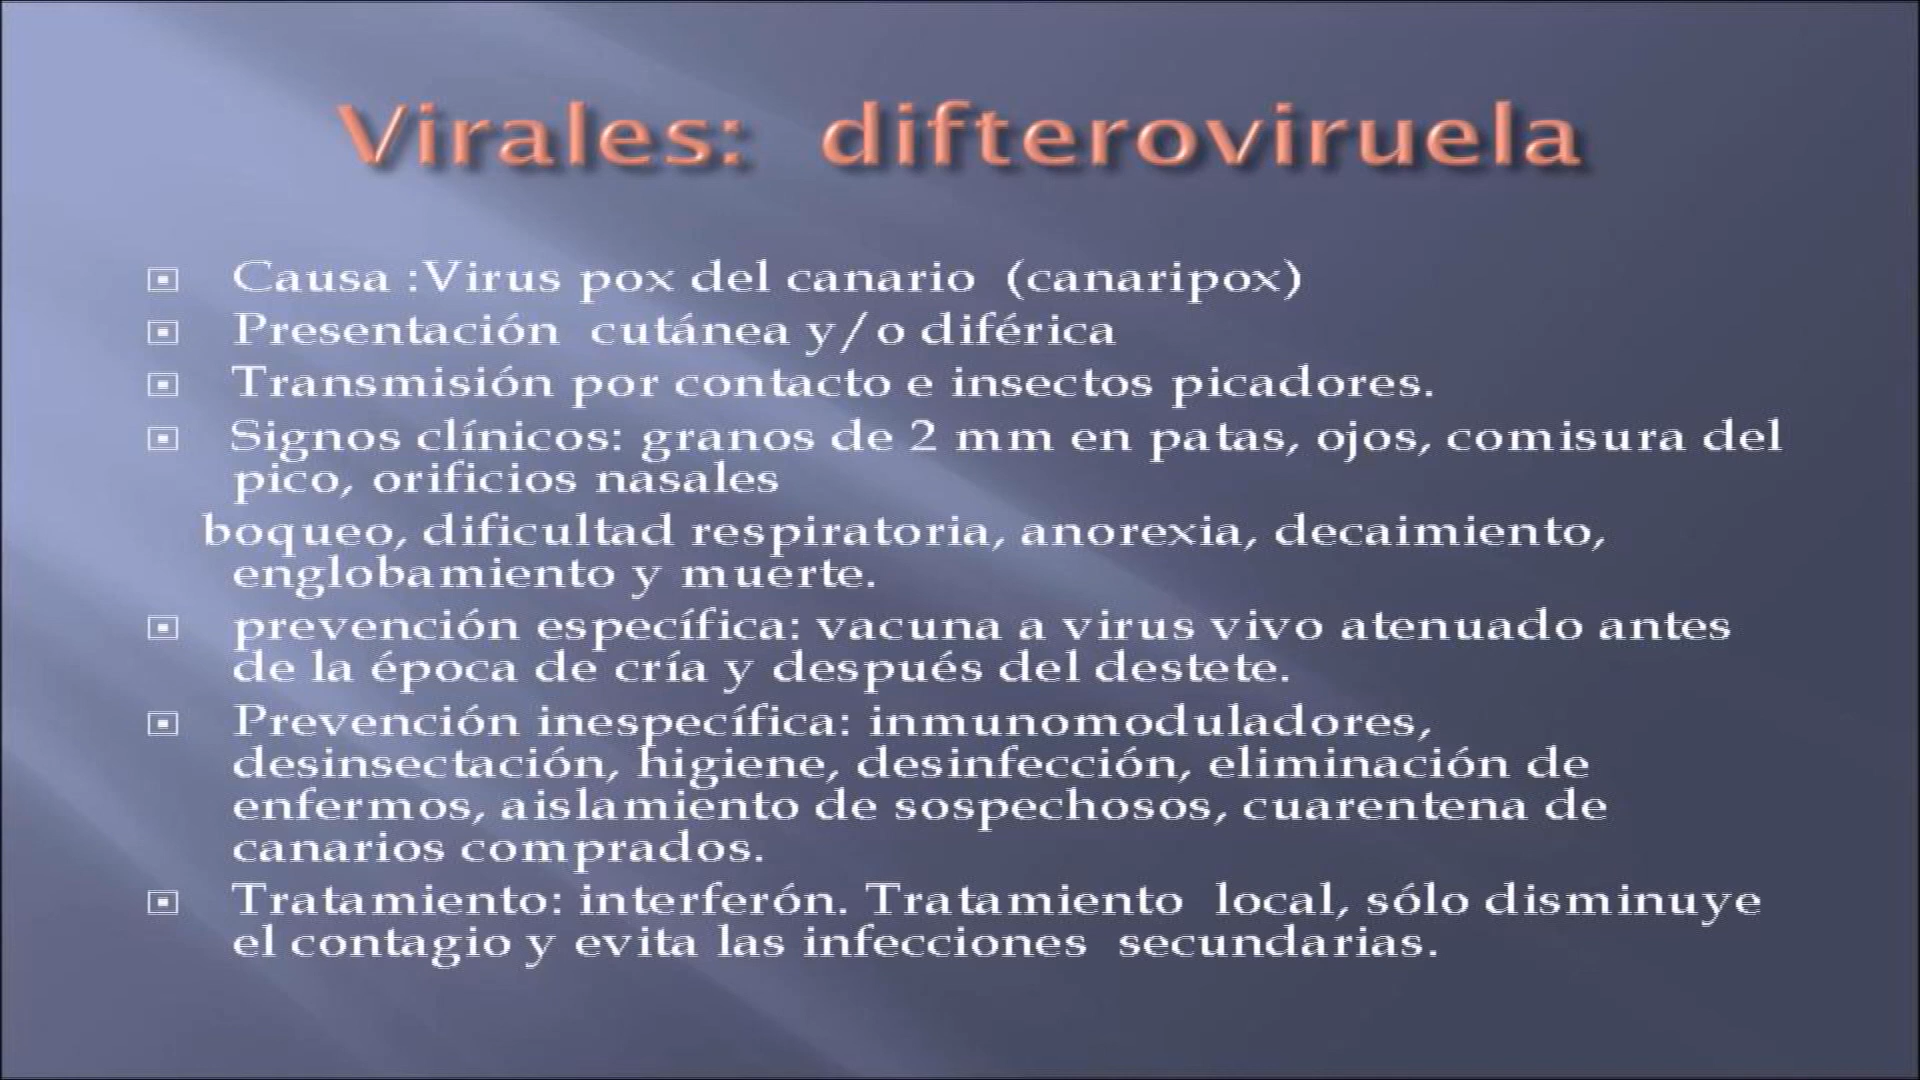 Virales: difteroviruela
Causa :Virus pox del canario (canaripox)
Presentación cutánea y/o diférica
Transmisión por contacto e insectos picadores.
Signos clínicos: granos de 2 mm en patas, ojos, comisura del
pico, orificios nasales
boqueo, dificultad respiratoria, anorexia, decaimiento,
englobamiento y muerte.
prevención específica: vacuna a virus vivo atenuado antes
de la época de cría y después del destete.
Prevención inespecífica: inmunomoduladores,
desinsectación, higiene, desinfección, eliminación de
enfermos, aislamiento de sospechosos, cuarentena de
canarios comprados.
Tratamiento: interferón. Tratamiento local, sólo disminuye
el contagio y evita las infecciones secundarias.